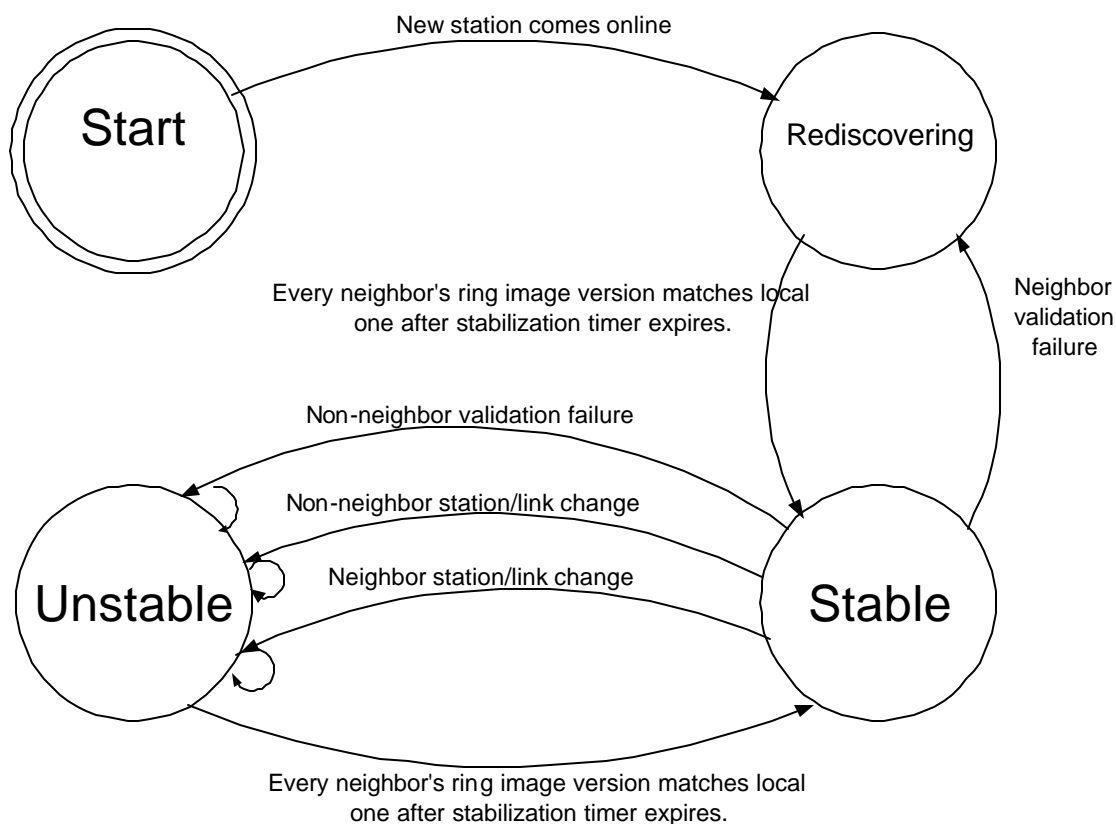 New station comes online
Start
Rediscovering
Every neighbor's ring image version matches local
one after stabilization timer expires.
Neighbor
validation
failure
Non-neighbor validation failure
Non-neighbor station/link change
Neighbor station/link change
Unstable
Stable
Every neighbor's ring image version matches local
one after stabilization timer expires.